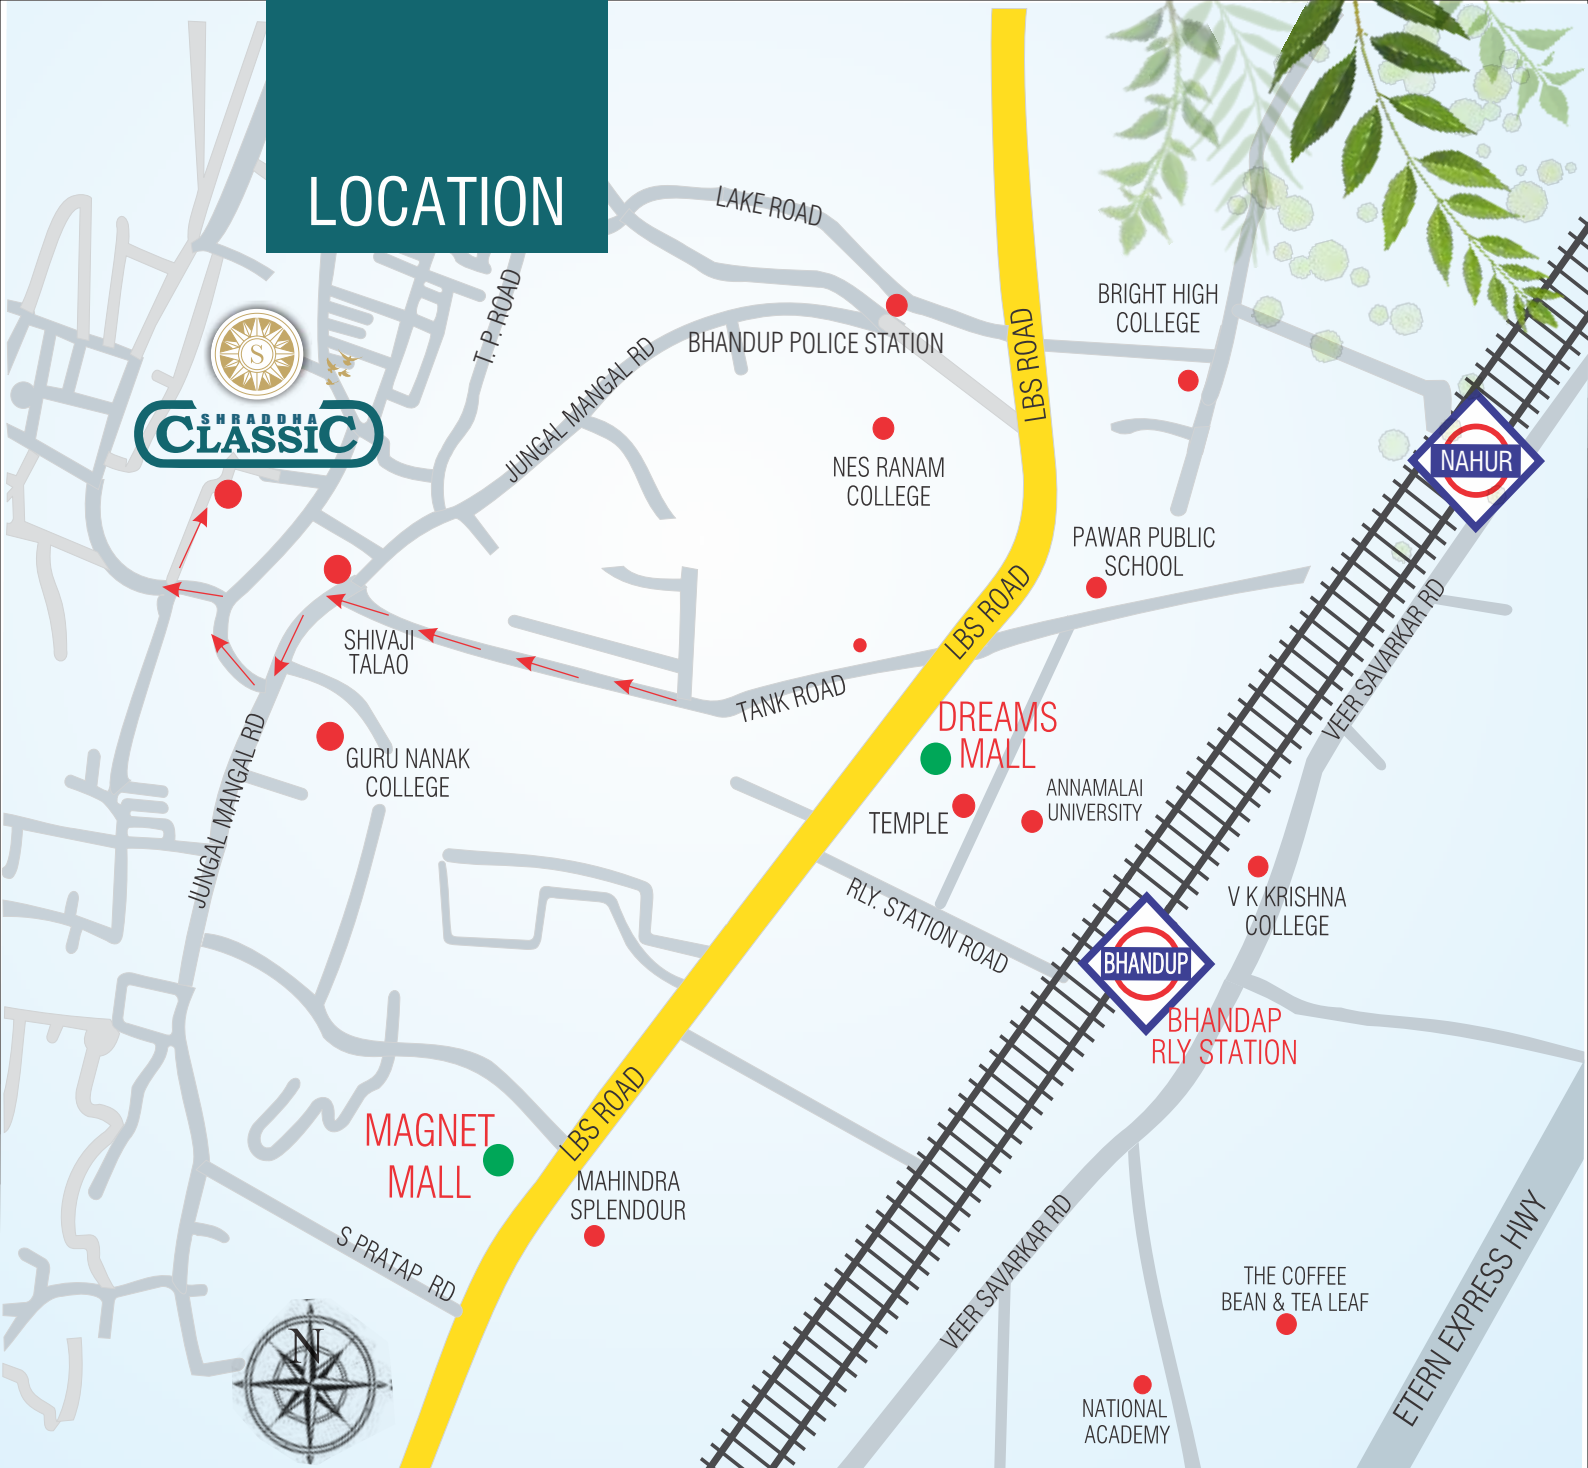 LOCATION
LAKE ROAD
T. P. ROAD
LBS ROAD
BRIGHT HIGH
COLLEGE
BHANDUP POLICE STATION
JUNGAL MANGAL RD
S
SHRADDHA
CLASSIC
NES RANAM
COLLEGE
NAHUR
PAWAR PUBLIC
SCHOOL
LBS ROAD
VEER SAVARKAR RD
SHIVAJI
TALAO
TANK ROAD
DREAMS
MALL
GURU NANAK
COLLEGE
JUNGAL MANGAL RD
ANNAMALAI
UNIVERSITY
TEMPLE
RLY. STATION ROAD
V K KRISHNA
COLLEGE
BHANDUP
BHANDAP
RLY STATION
LBS ROAD
MAGNET
MALL
MAHINDRA
SPLENDOUR
S PRATAP RD
VEER SAVARKAR RD
THE COFFEE
BEAN & TEA LEAF
ETERN EXPRESS HWY
N
NATIONAL
ACADEMY